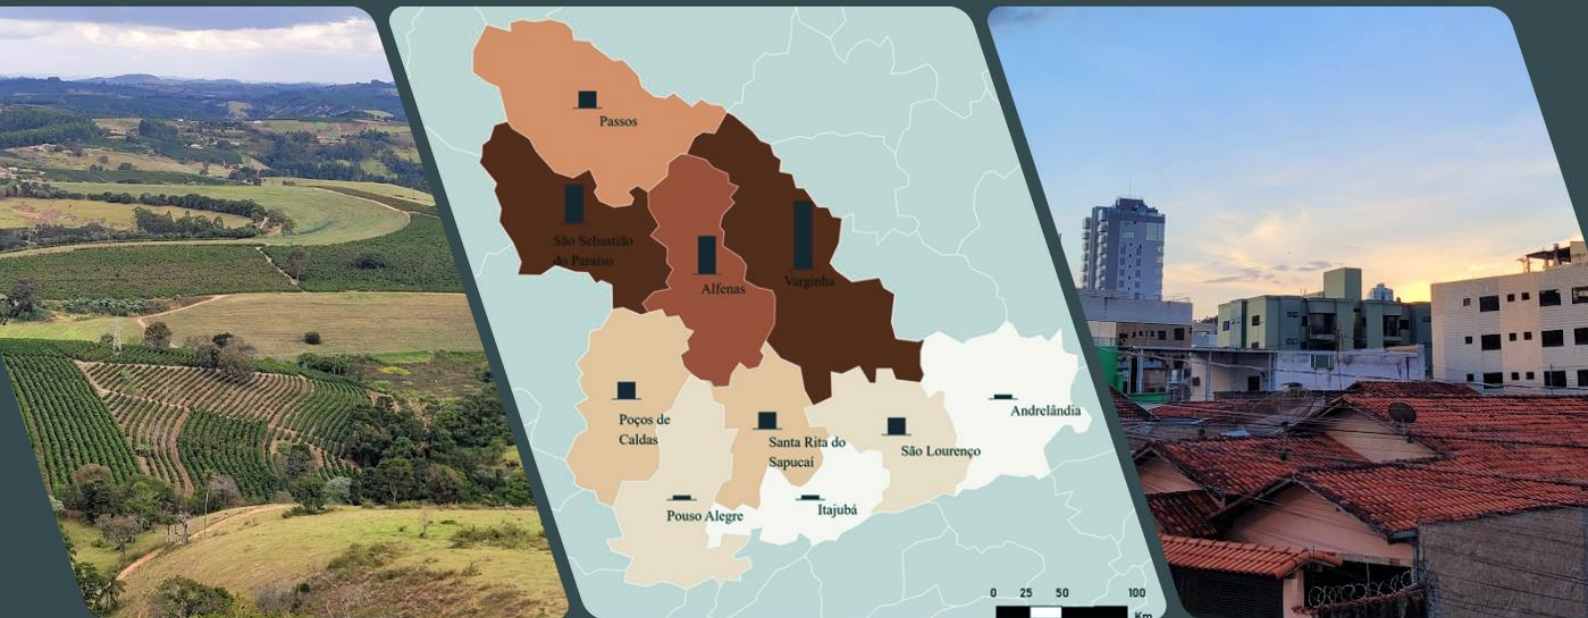 Passos
São Sebastião
do Paraíso
Alfenas
Varginha
Poços de
Caldas
Santa Rita do
Sapucaí
São Lourenço
Andrelândia
Pouso Alegre
Itajubá
0 25 50 100
Km